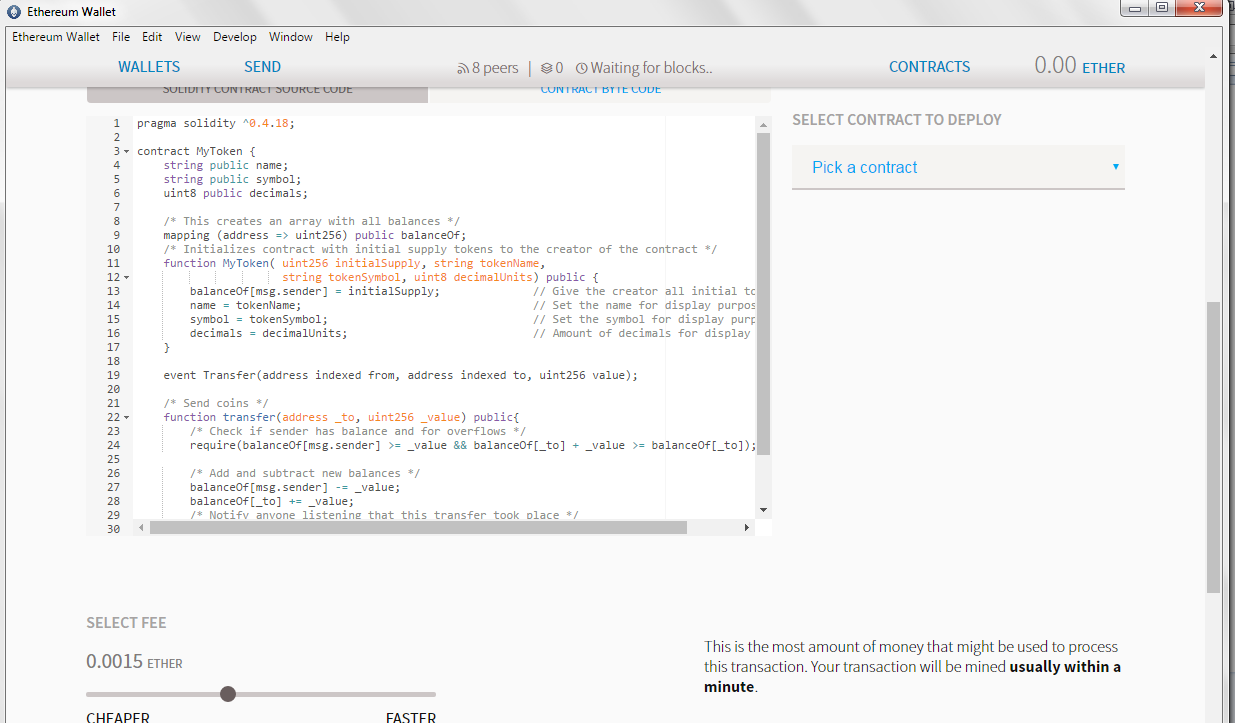 Ethereum Wallet
Ethereum Wallet File Edit View Develop Window Help
WALLETS SEND 8 peers | 0 Waiting for blocks.. CONTRACTS 0.00 ETHER
SOLIDITY CONTRACT SOURCE CODE CONTRACT BYTE CODE
SELECT CONTRACT TO DEPLOY
Pick a contract
1 pragma solidity ^0.4.18;
2
3 contract MyToken {
4 string public name;
5 string public symbol;
6 uint8 public decimals;
7
8 /* This creates an array with all balances */
9 mapping (address => uint256) public balanceOf;
10 /* Initializes contract with initial supply tokens to the creator of the contract */
11 function MyToken( uint256 initialSupply, string tokenName,
12 string tokenSymbol, uint8 decimalUnits) public {
13 balanceOf[msg.sender] = initialSupply; // Give the creator all initial to
14 name = tokenName; // Set the name for display purpos
15 symbol = tokenSymbol; // Set the symbol for display purp
16 decimals = decimalUnits; // Amount of decimals for display
17 }
18
19 event Transfer(address indexed from, address indexed to, uint256 value);
20
21 /* Send coins */
22 function transfer(address _to, uint256 _value) public{
23 /* Check if sender has balance and for overflows */
24 require(balanceOf[msg.sender] >= _value && balanceOf[_to] + _value >= balanceOf[_to]);
25
26 /* Add and subtract new balances */
27 balanceOf[msg.sender] -= _value;
28 balanceOf[_to] += _value;
29 /* Notify anyone listening that this transfer took place */
30
SELECT FEE
0.0015 ETHER
CHEAPER FASTER
This is the most amount of money that might be used to process
this transaction. Your transaction will be mined usually within a
minute.